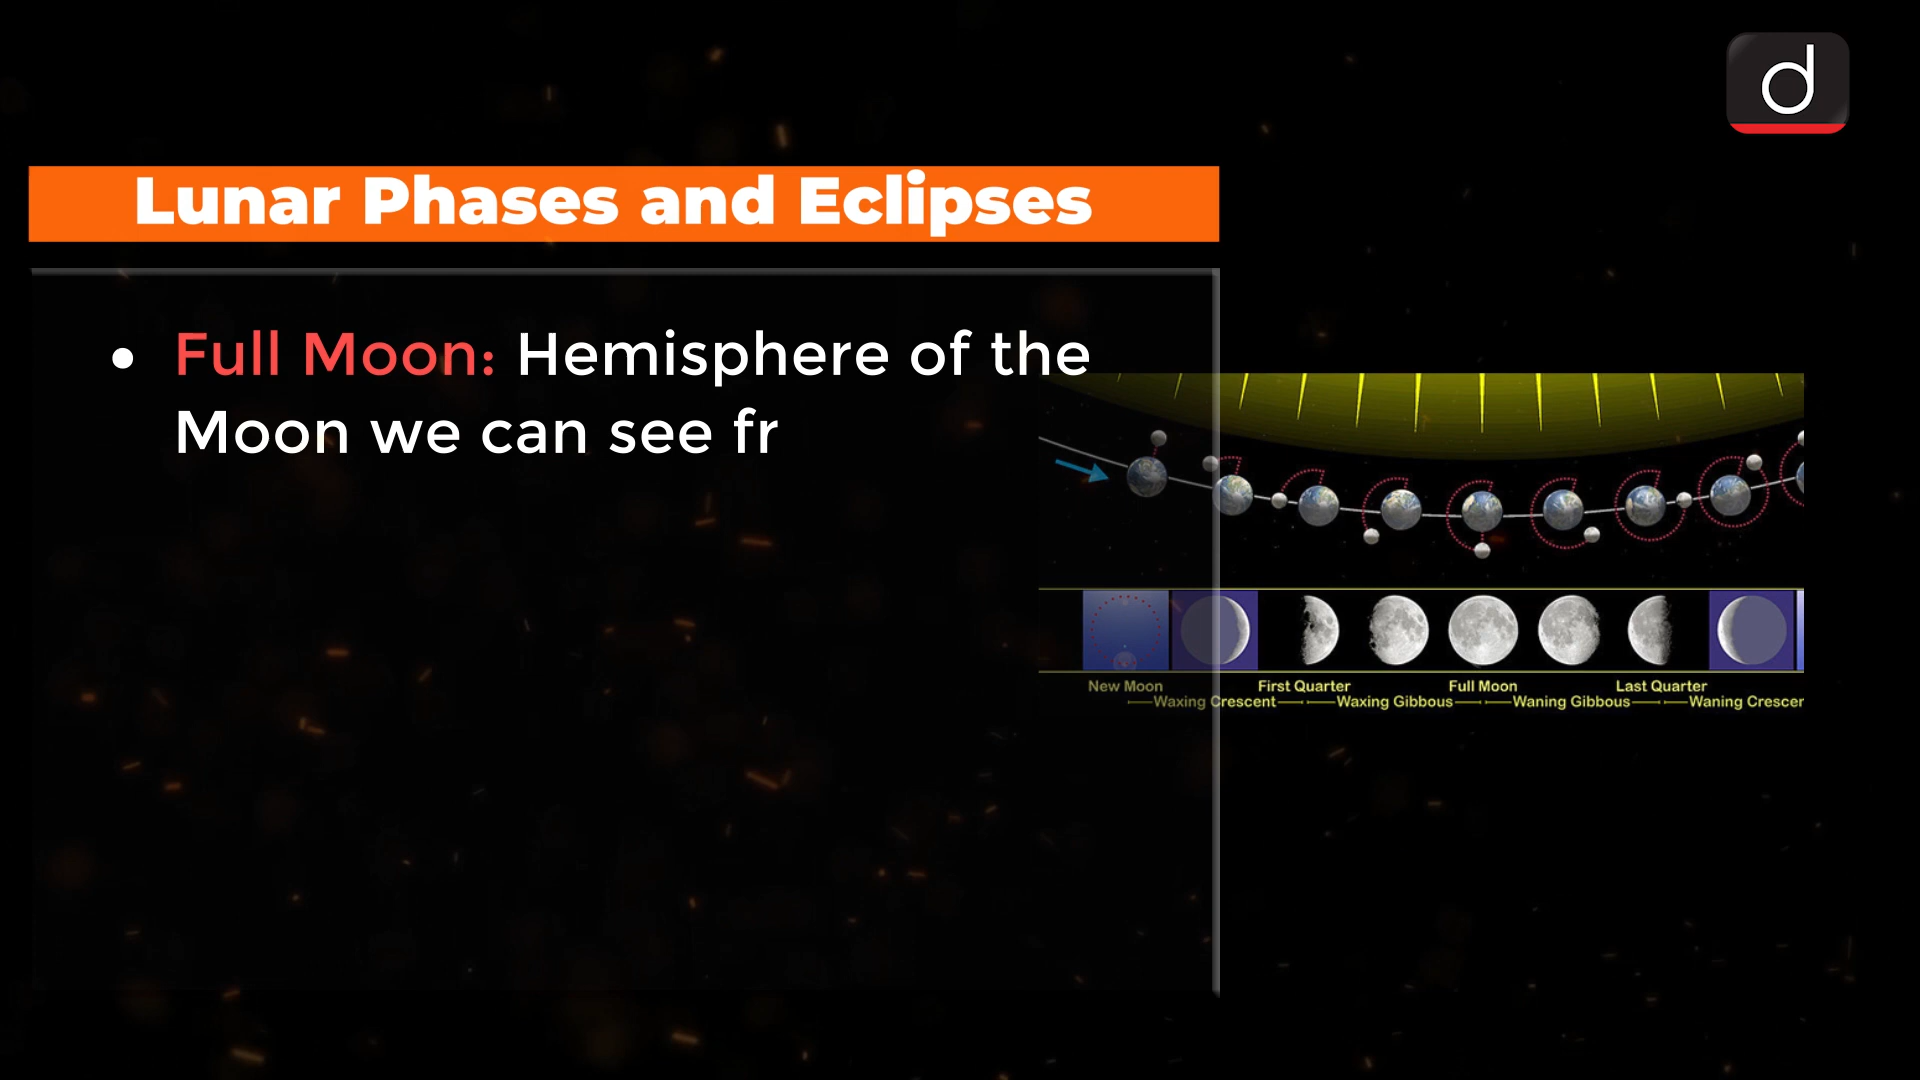 d
Lunar Phases and Eclipses
• Full Moon: Hemisphere of the
Moon we can see fr
New Moon First Quarter Full Moon Last Quarter
Waxing Crescent Waxing Gibbous Waning Gibbous Waning Crescer